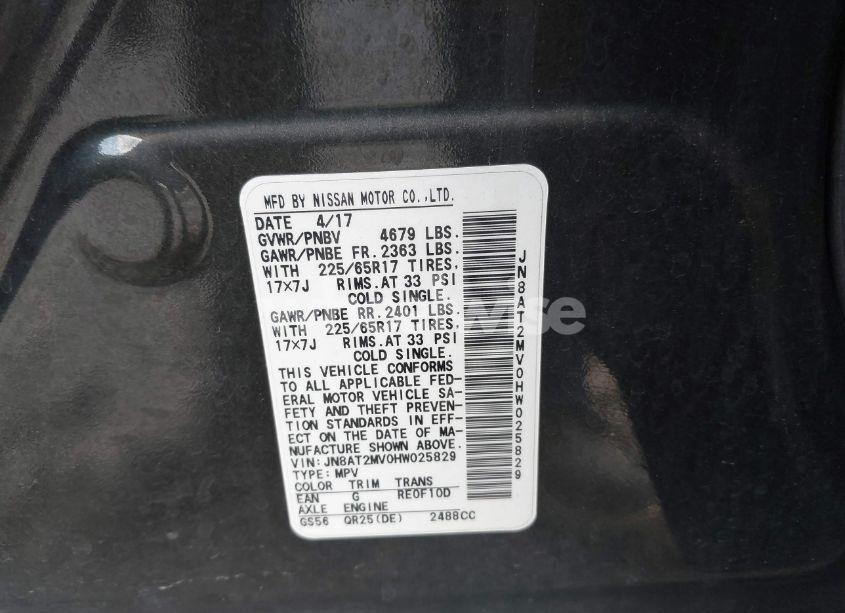 MFD BY NISSAN MOTOR CO.,LTD.
DATE 4/17
GVWR/PNBV 4679 LBS.
GAWR/PNBE FR. 2363 LBS.
WITH 225/65R17 TIRES,
17×7J RIMS.AT 33 PSI
COLD SINGLE.
GAWR/PNBE RR. 2401 LBS.
WITH 225/65R17 TIRES,
17×7J RIMS.AT 33 PSI
COLD SINGLE.
THIS VEHICLE CONFORMS
TO ALL APPLICABLE FED-
ERAL MOTOR VEHICLE SA-
FETY AND THEFT PREVEN-
TION STANDARDS IN EFF-
ECT ON THE DATE OF MA-
NUFACTURE SHOWN ABOVE.
VIN:JN8AT2MV0HW025829
TYPE:MPV
COLOR TRIM TRANS
EAN G RE0F10D
AXLE ENGINE
GS56 QR25(DE) 2488CC
JN8AT2MV0HW025829